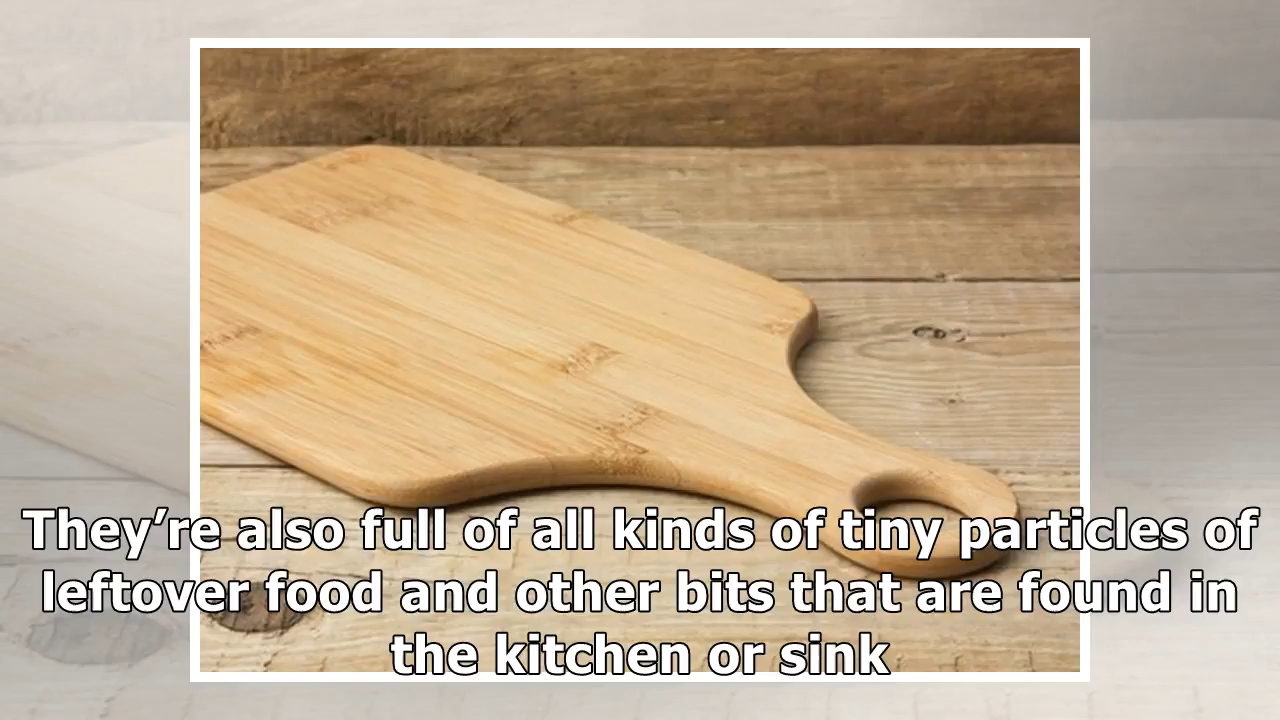 They’re also full of all kinds of tiny particles of
leftover food and other bits that are found in
the kitchen or sink